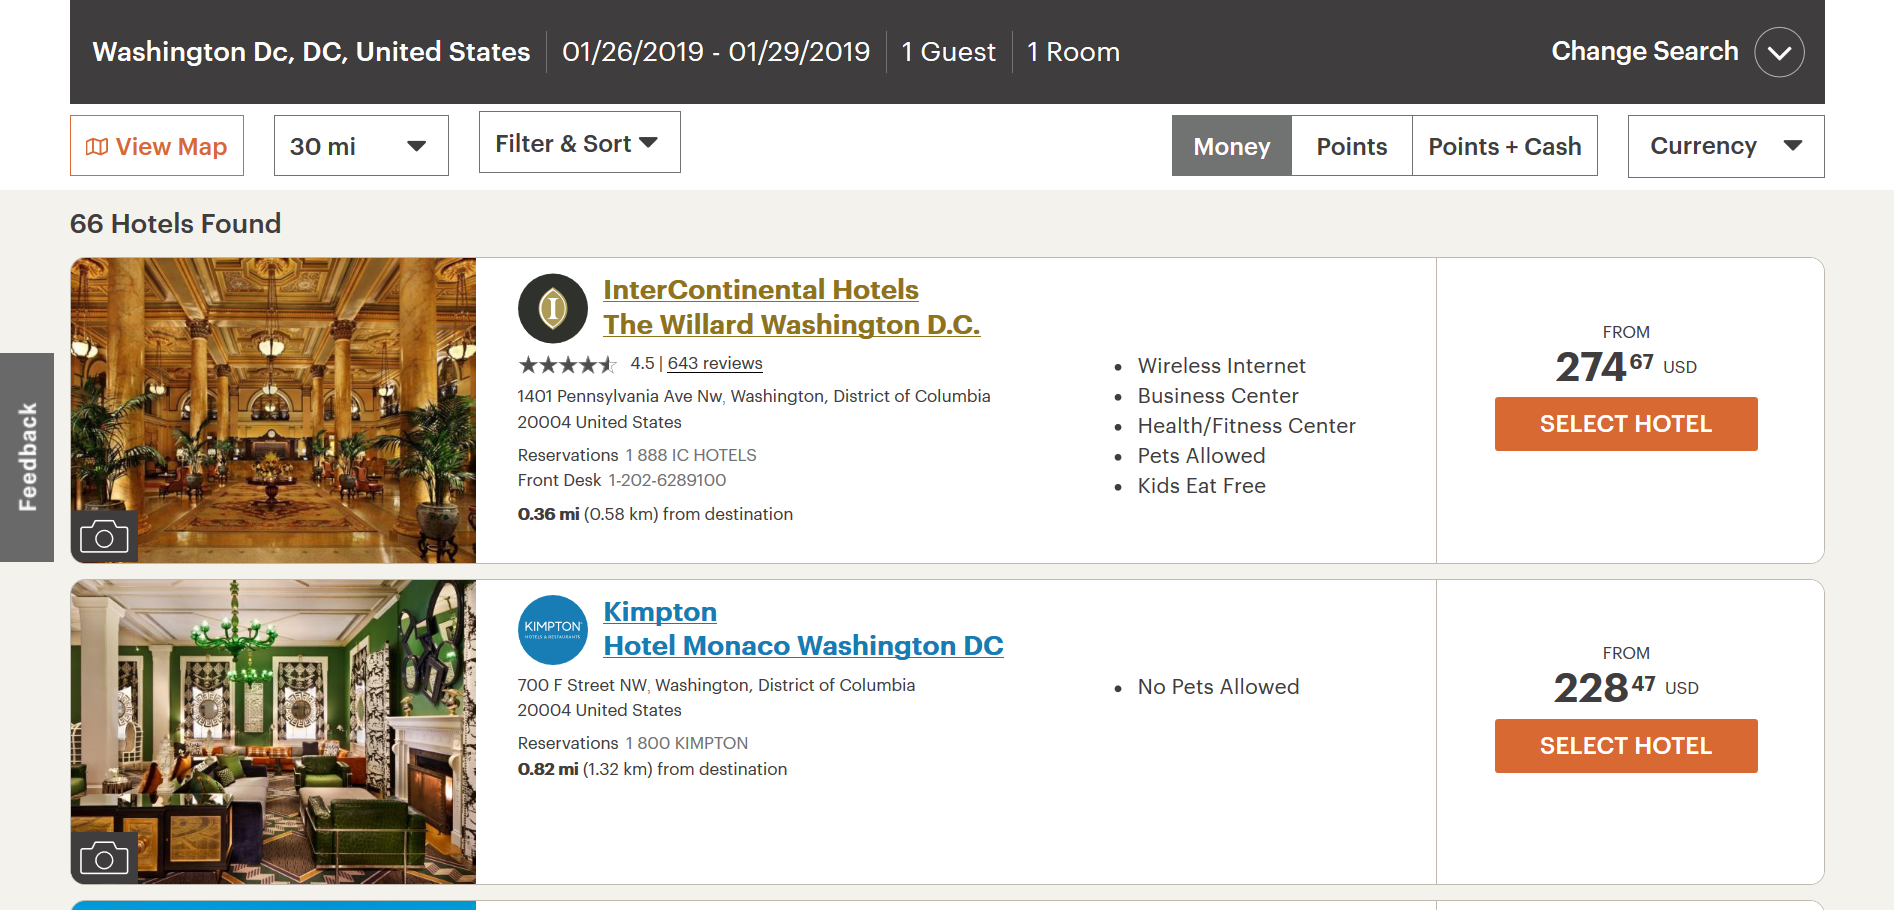 Washington Dc, DC, United States
01/26/2019 - 01/29/2019
1 Guest
1 Room
Change Search
View Map
30 mi
Filter & Sort
Money
Points
Points + Cash
Currency
66 Hotels Found
Feedback
InterContinental Hotels
The Willard Washington D.C.
4.5 | 643 reviews
1401 Pennsylvania Ave Nw, Washington, District of Columbia
20004 United States
Reservations 1 888 IC HOTELS
Front Desk 1-202-6289100
0.36 mi (0.58 km) from destination
• Wireless Internet
• Business Center
• Health/Fitness Center
• Pets Allowed
• Kids Eat Free
FROM
274 67 USD
SELECT HOTEL
KIMPTON
HOTELS & RESTAURANTS
Kimpton
Hotel Monaco Washington DC
700 F Street NW, Washington, District of Columbia
20004 United States
Reservations 1 800 KIMPTON
0.82 mi (1.32 km) from destination
• No Pets Allowed
FROM
228 47 USD
SELECT HOTEL